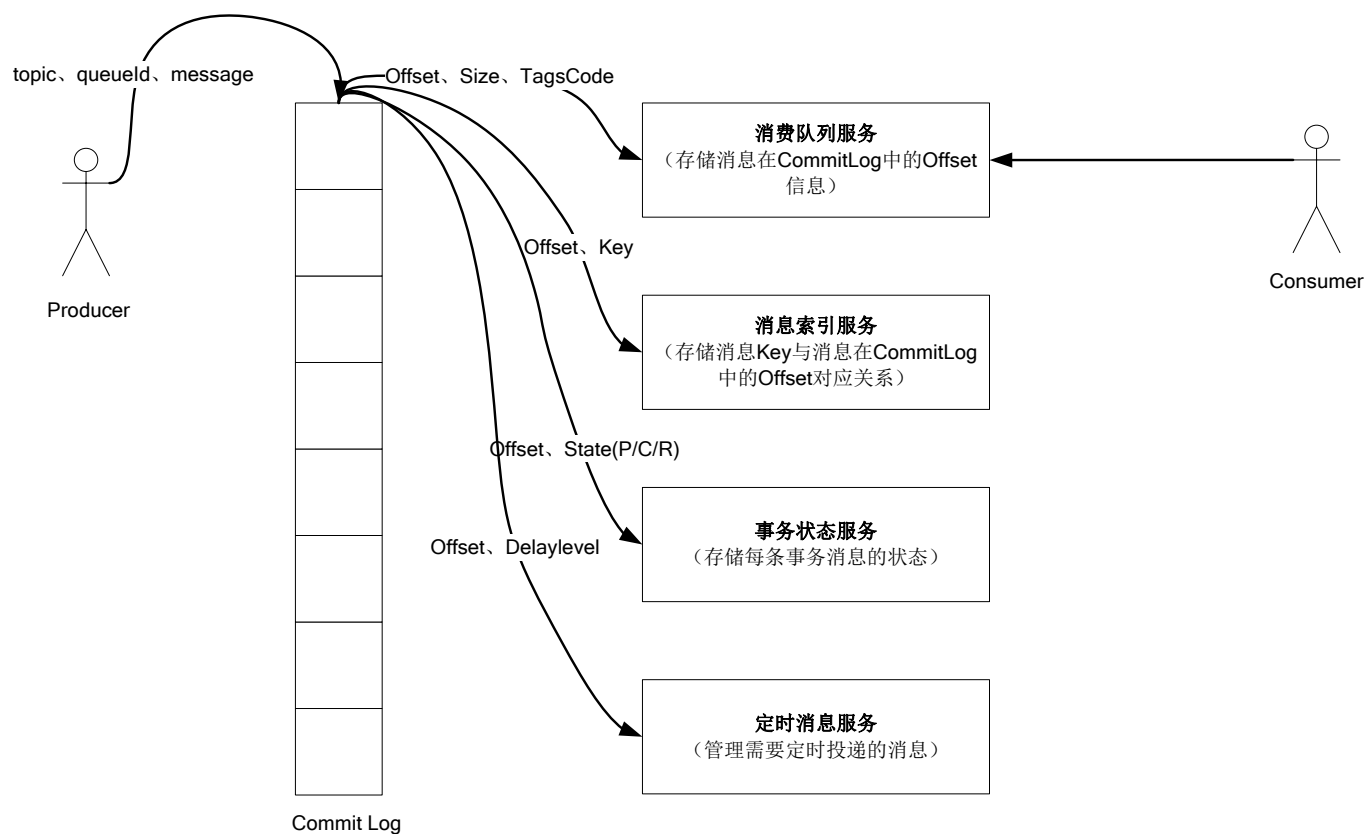 topic、queueId、message
Offset、Size、TagsCode
消费队列服务
（存储消息在CommitLog中的Offset
信息）
Offset、Key
Producer
Consumer
消息索引服务
（存储消息Key与消息在CommitLog
中的Offset对应关系）
Offset、State(P/C/R)
事务状态服务
（存储每条事务消息的状态）
Offset、Delaylevel
定时消息服务
（管理需要定时投递的消息）
Commit Log